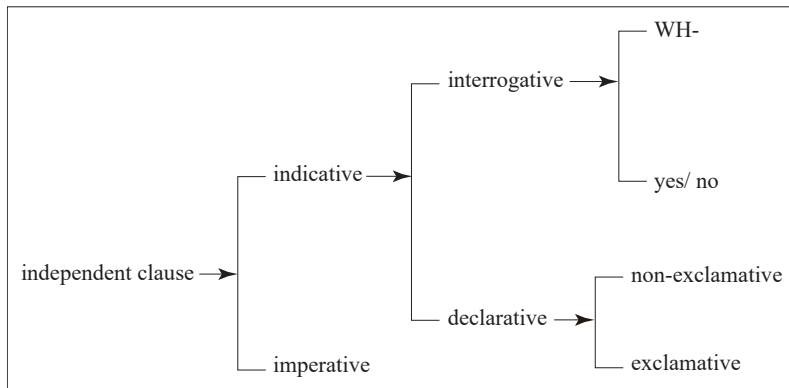 WH-
interrogative
yes/ no
indicative
independent clause
non-exclamative
declarative
exclamative
imperative